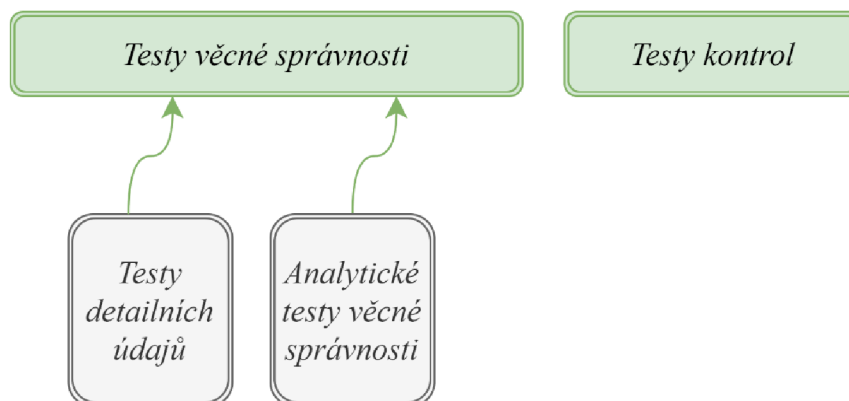 Testy věcné správnosti
Testy kontrol
Testy
detailních
údajů
Analytické
testy věcné
správnosti